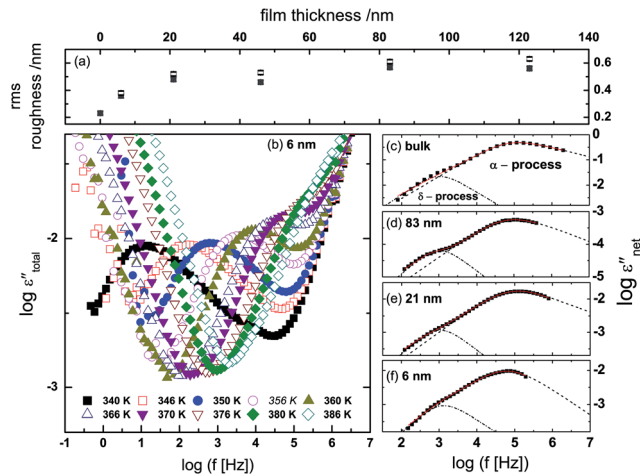 film thickness /nm
0 20 40 60 80 100 120 140
rms
roughness /nm
(a)
0.6
0.4
0.2
log ε″total
-2
-3
(b) 6 nm
340 K 346 K 350 K 356 K 360 K
366 K 370 K 376 K 380 K 386 K
-1 0 1 2 3 4 5 6 7
log (f [Hz])
(c) bulk
α – process
δ – process
0
-1
-2
(d) 83 nm
-3
-4
-5
(e) 21 nm
-2
-3
(f) 6 nm
-2
-3
log ε″net
2 3 4 5 6 7
log (f [Hz])